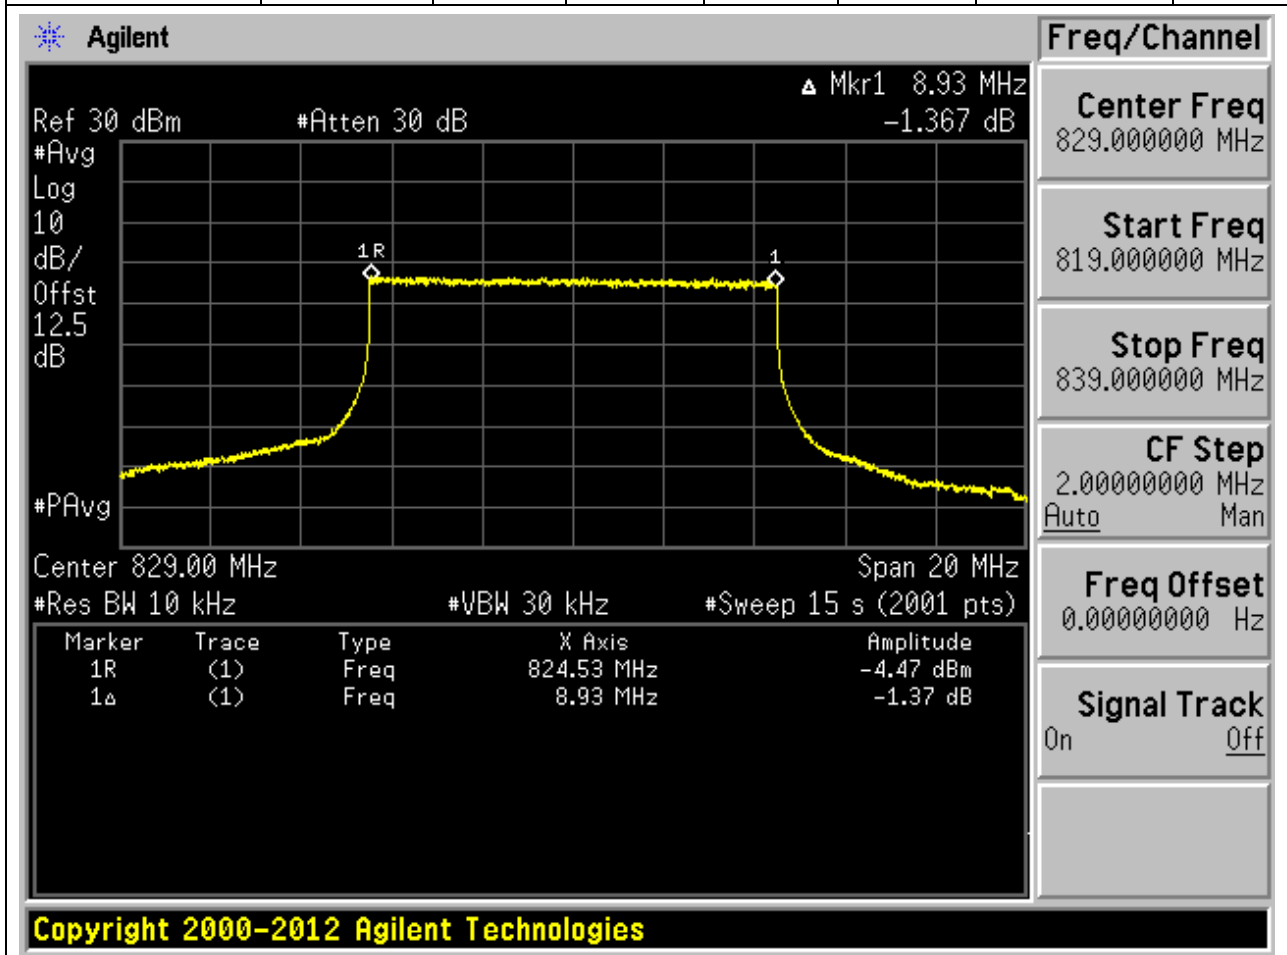 Agilent
Freq/Channel
▵ Mkr1 8.93 MHz
Ref 30 dBm #Atten 30 dB −1.367 dB
#Avg
Log
10
dB/
Offst
12.5
dB
#PAvg
1R
1
Center 829.00 MHz Span 20 MHz
#Res BW 10 kHz #VBW 30 kHz #Sweep 15 s (2001 pts)
Marker Trace Type X Axis Amplitude
1R (1) Freq 824.53 MHz −4.47 dBm
1▵ (1) Freq 8.93 MHz −1.37 dB
Center Freq
829.000000 MHz
Start Freq
819.000000 MHz
Stop Freq
839.000000 MHz
CF Step
2.00000000 MHz
Auto Man
Freq Offset
0.00000000 Hz
Signal Track
On Off
Copyright 2000–2012 Agilent Technologies